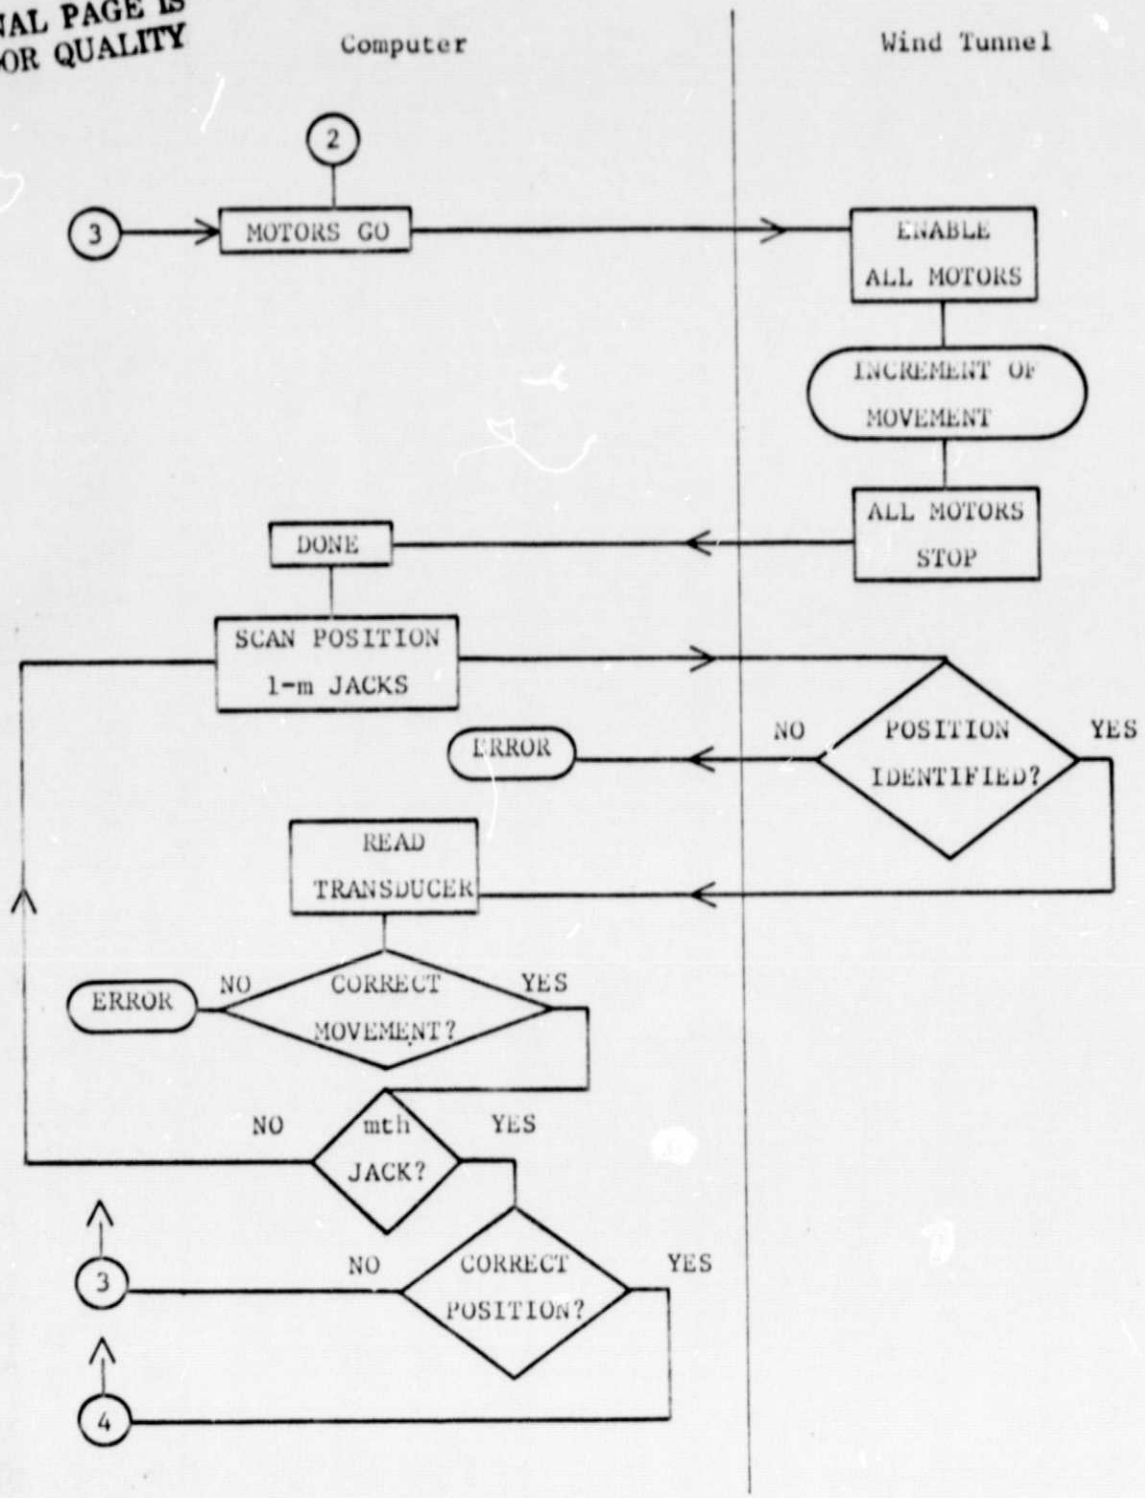 NAL PAGE IS
OR QUALITY
Computer
Wind Tunnel
2
3
MOTORS GO
ENABLE
ALL MOTORS
INCREMENT OF
MOVEMENT
ALL MOTORS
STOP
DONE
SCAN POSITION
1-m JACKS
NO
POSITION
IDENTIFIED?
YES
ERROR
READ
TRANSDUCER
ERROR
NO
CORRECT
MOVEMENT?
YES
NO
mth
JACK?
YES
3
NO
CORRECT
POSITION?
YES
4